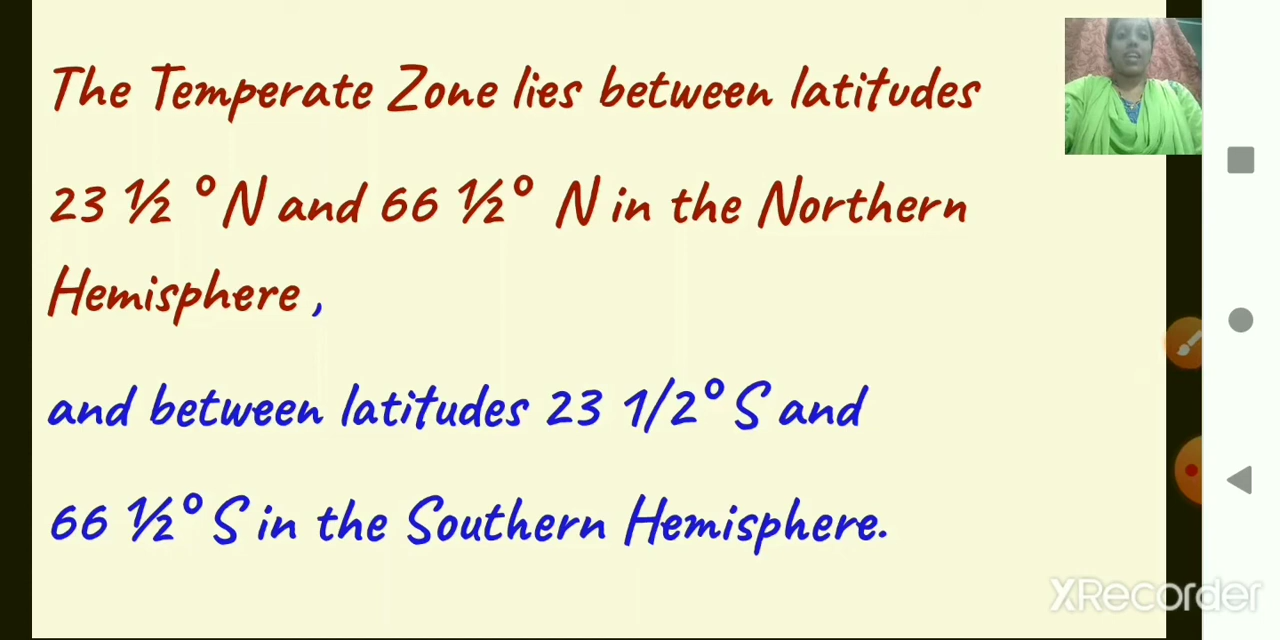 The Temperate Zone lies between latitudes
23 ½ °N and 66 ½° N in the Northern
Hemisphere ,
and between latitudes 23 1/2° S and
66 ½° S in the Southern Hemisphere.
XRecorder